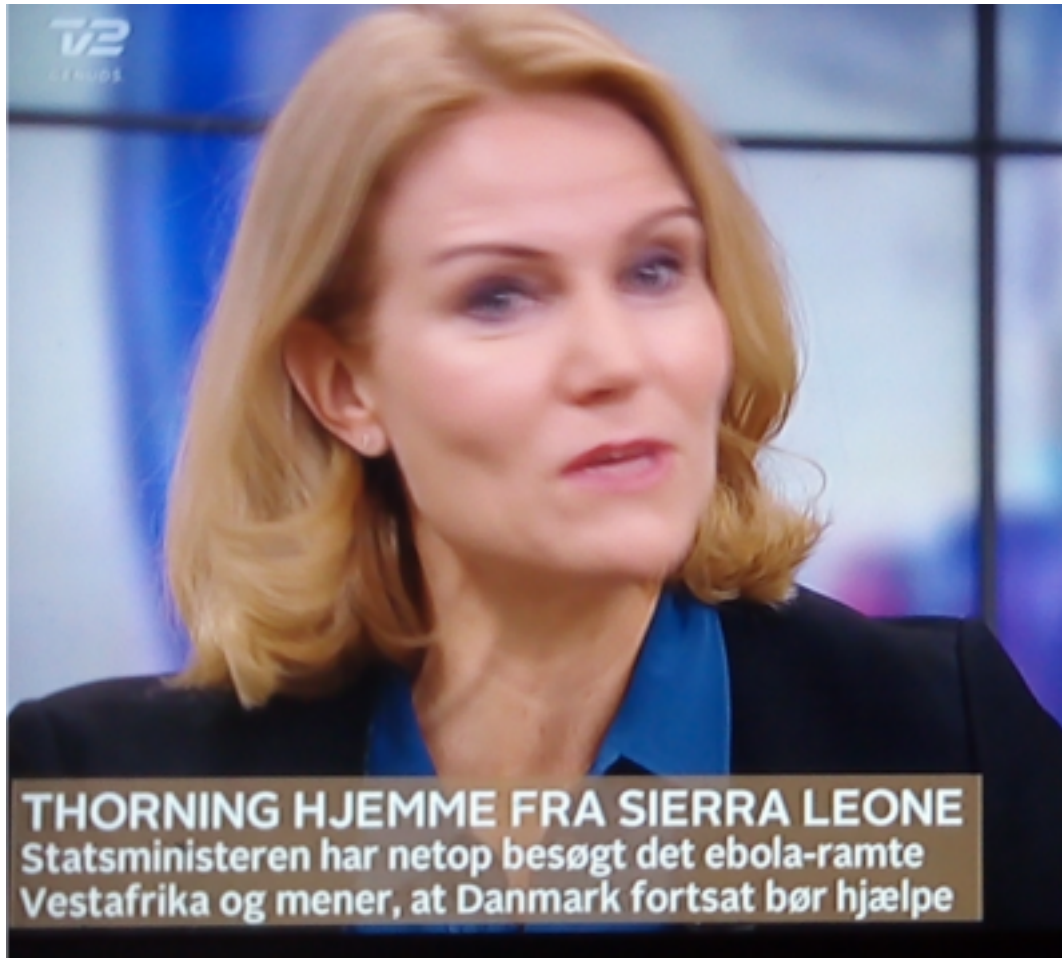 TV2
GENUDS.
THORNING HJEMME FRA SIERRA LEONE
Statsministeren har netop besøgt det ebola-ramte
Vestafrika og mener, at Danmark fortsat bør hjælpe